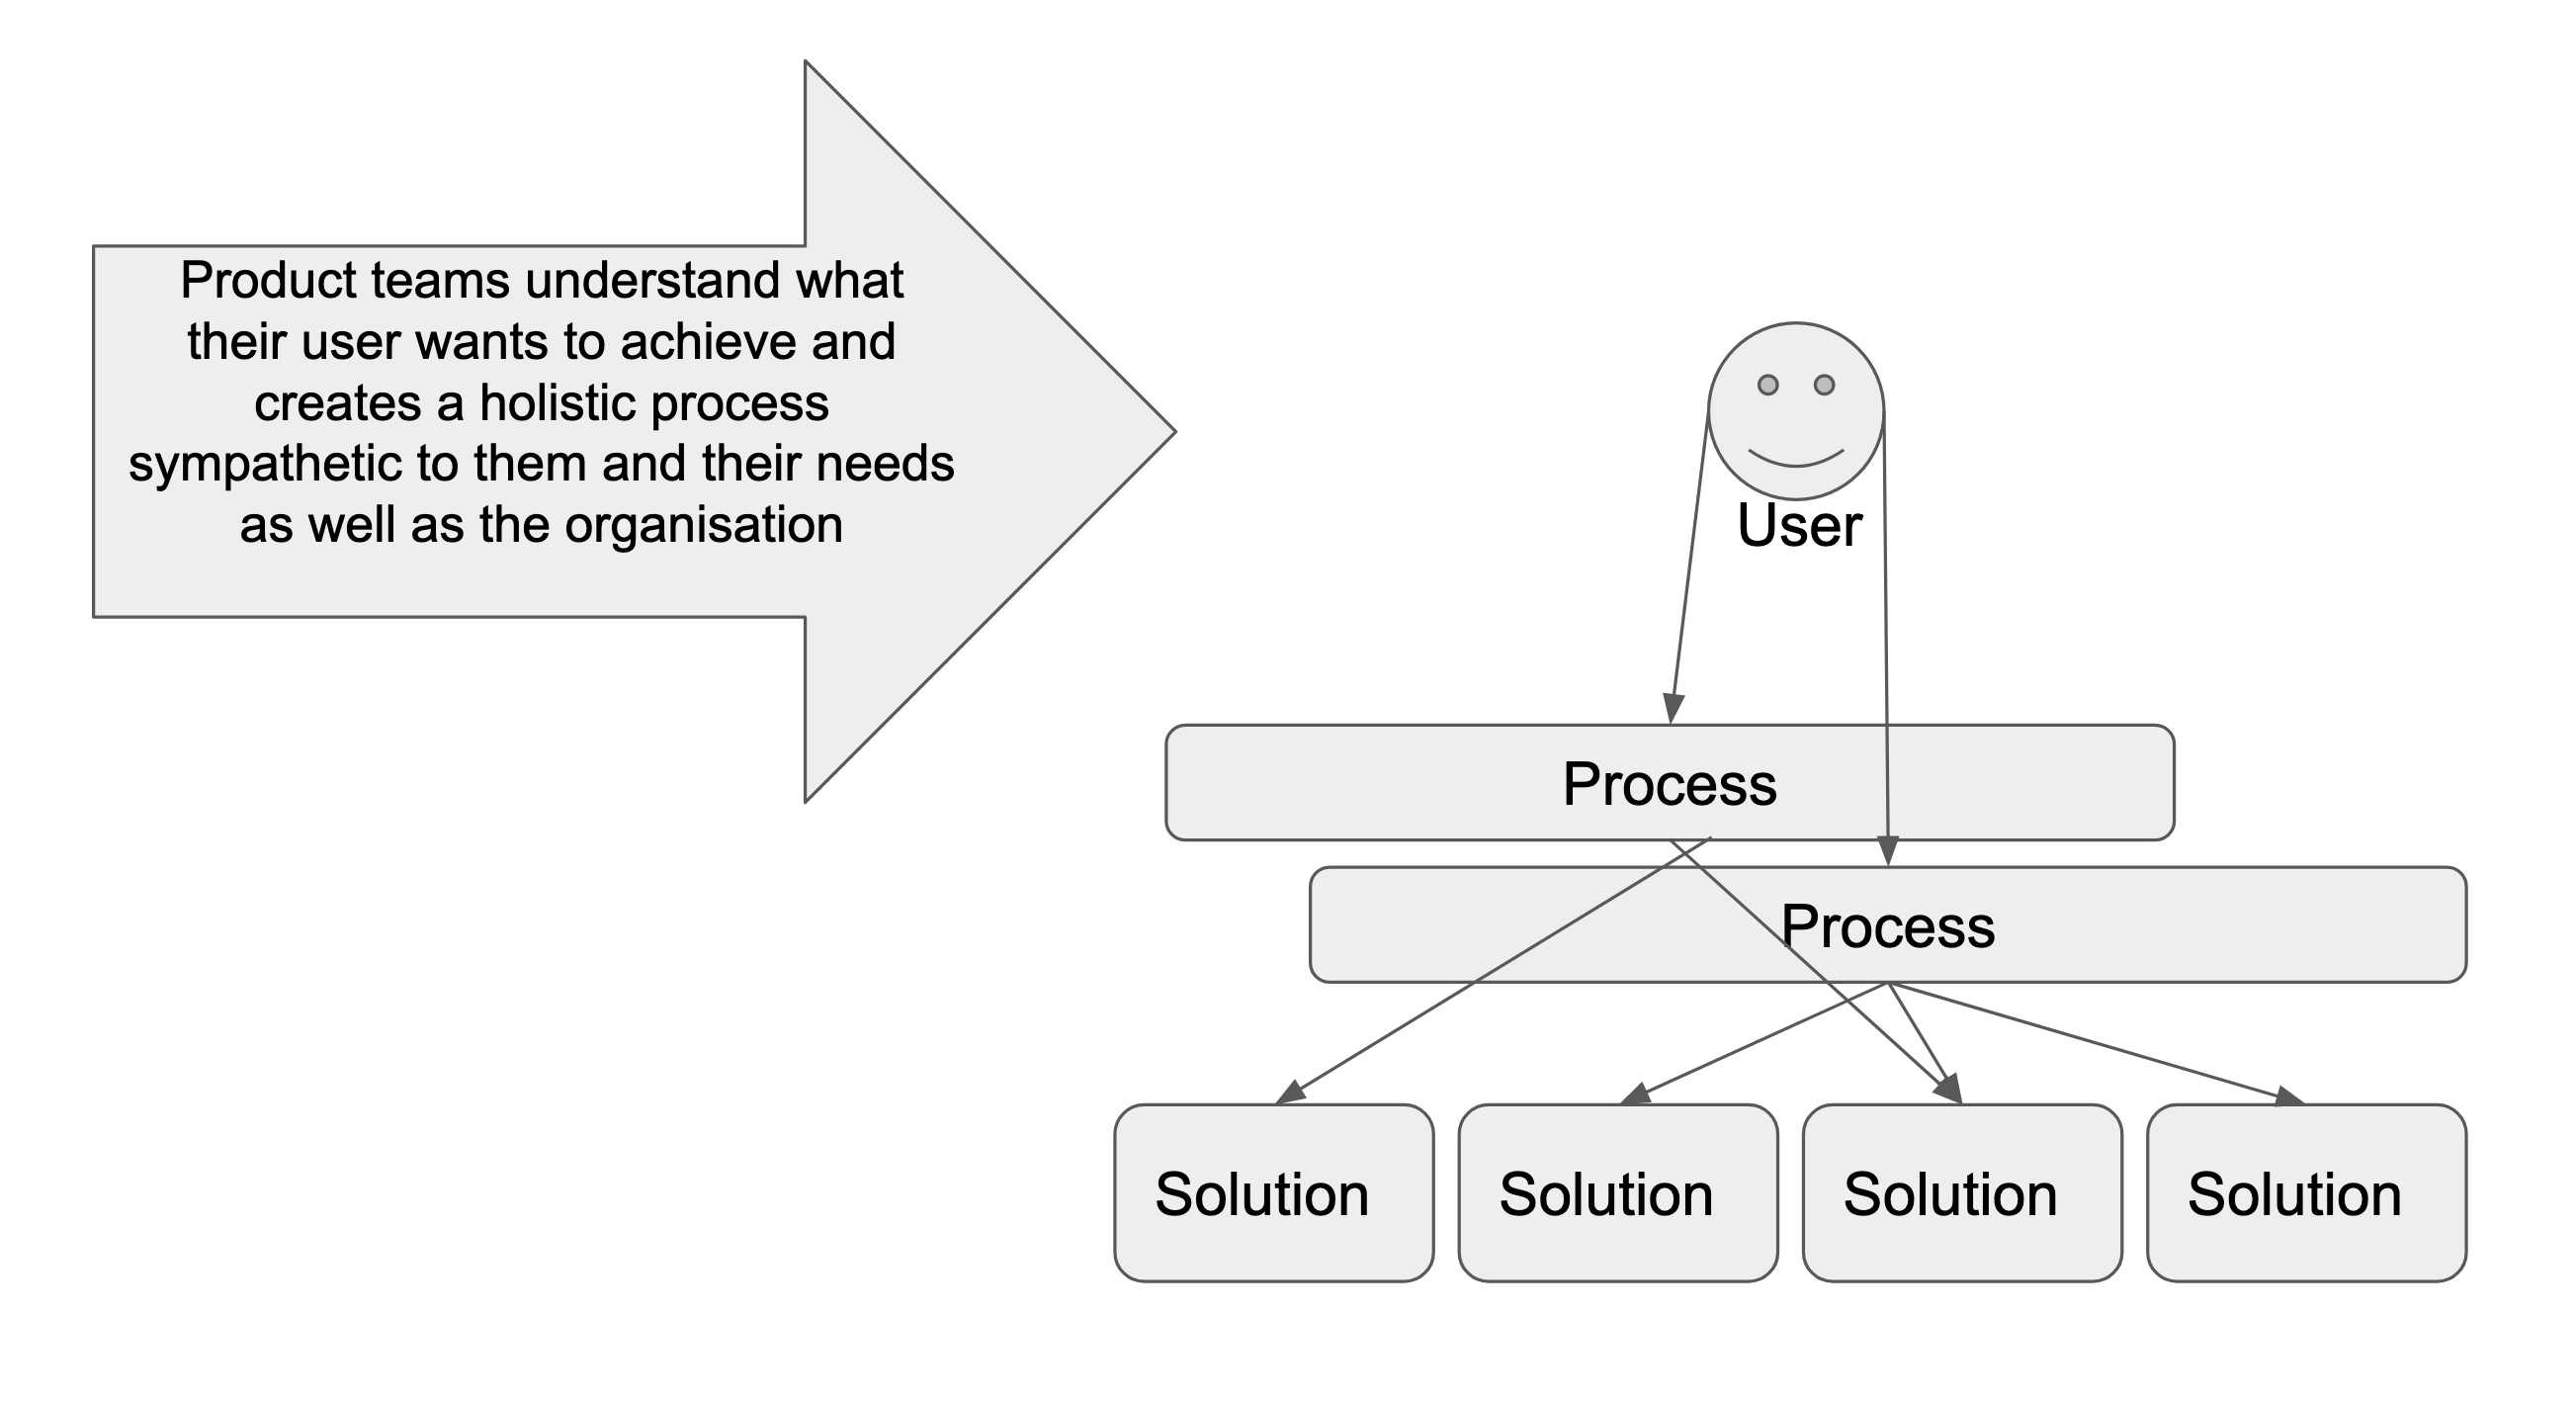 Product teams understand what
their user wants to achieve and
creates a holistic process
sympathetic to them and their needs
as well as the organisation
User
Process
Process
Solution
Solution
Solution
Solution